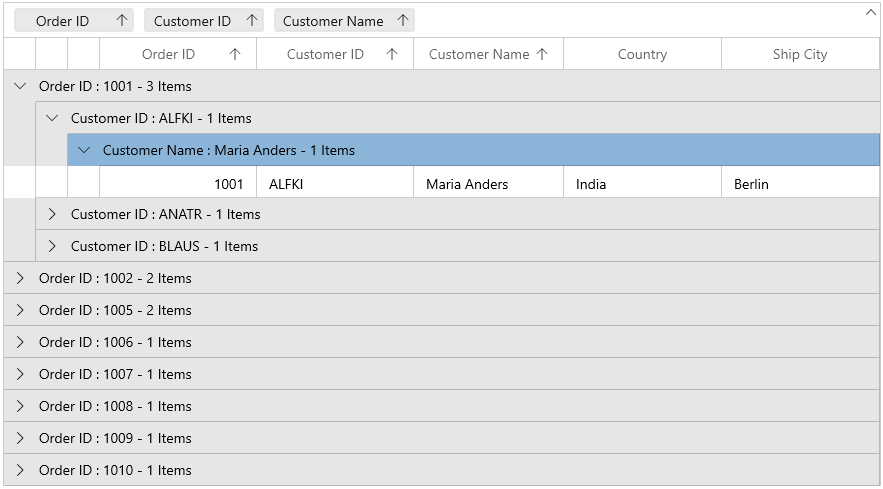 Order ID Customer ID Customer Name
Order ID Customer ID Customer Name Country Ship City
Order ID : 1001 - 3 Items
Customer ID : ALFKI - 1 Items
Customer Name : Maria Anders - 1 Items
1001 ALFKI Maria Anders India Berlin
Customer ID : ANATR - 1 Items
Customer ID : BLAUS - 1 Items
Order ID : 1002 - 2 Items
Order ID : 1005 - 2 Items
Order ID : 1006 - 1 Items
Order ID : 1007 - 1 Items
Order ID : 1008 - 1 Items
Order ID : 1009 - 1 Items
Order ID : 1010 - 1 Items